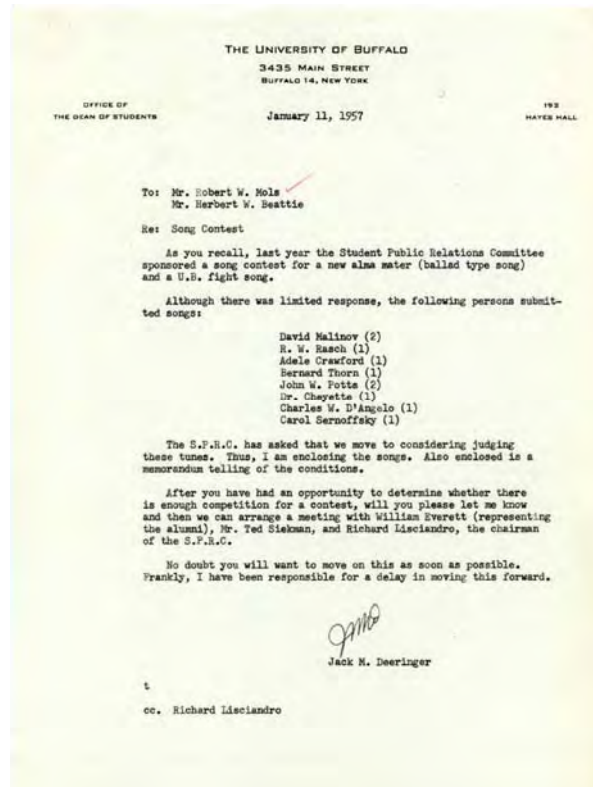 THE UNIVERSITY OF BUFFALO
3435 MAIN STREET
BUFFALO 14, NEW YORK
OFFICE OF
THE DEAN OF STUDENTS
January 11, 1957
193
HAYES HALL
To: Mr. Robert W. Mols
Mr. Herbert W. Beattie
Re: Song Contest
As you recall, last year the Student Public Relations Committee
sponsored a song contest for a new alma mater (ballad type song)
and a U.B. fight song.
Although there was limited response, the following persons submit-
ted songs:
David Malinov (2)
R. W. Rasch (1)
Adele Crawford (1)
Bernard Thorn (1)
John W. Potts (2)
Dr. Cheyette (1)
Charles W. D'Angelo (1)
Carol Sernoffsky (1)
The S.P.R.C. has asked that we move to considering judging
these tunes. Thus, I am enclosing the songs. Also enclosed is a
memorandum telling of the conditions.
After you have had an opportunity to determine whether there
is enough competition for a contest, will you please let me know
and then we can arrange a meeting with William Everett (representing
the alumni), Mr. Ted Siekman, and Richard Lisciandro, the chairman
of the S.P.R.C.
No doubt you will want to move on this as soon as possible.
Frankly, I have been responsible for a delay in moving this forward.
JMD
Jack M. Deeringer
t
cc. Richard Lisciandro